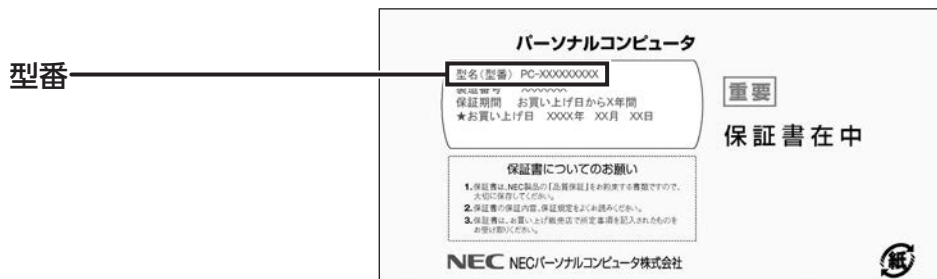 型番
パーソナルコンピュータ
型名(型番) PC-XXXXXXXXX
製造番号 XXXXXXX
保証期間 お買い上げ日からX年間
★お買い上げ日 XXXX年 XX月 XX日
重要
保証書在中
保証書についてのお願い
1.保証書は、NEC製品の「品質保証」をお約束する書類ですので、
大切に保存してください。
2.保証書の保証内容、保証規定をよくお読みください。
3.保証書は、お買い上げ販売店で所定事項を記入されたものを
お受け取りください。
NEC NECパーソナルコンピュータ株式会社
紙